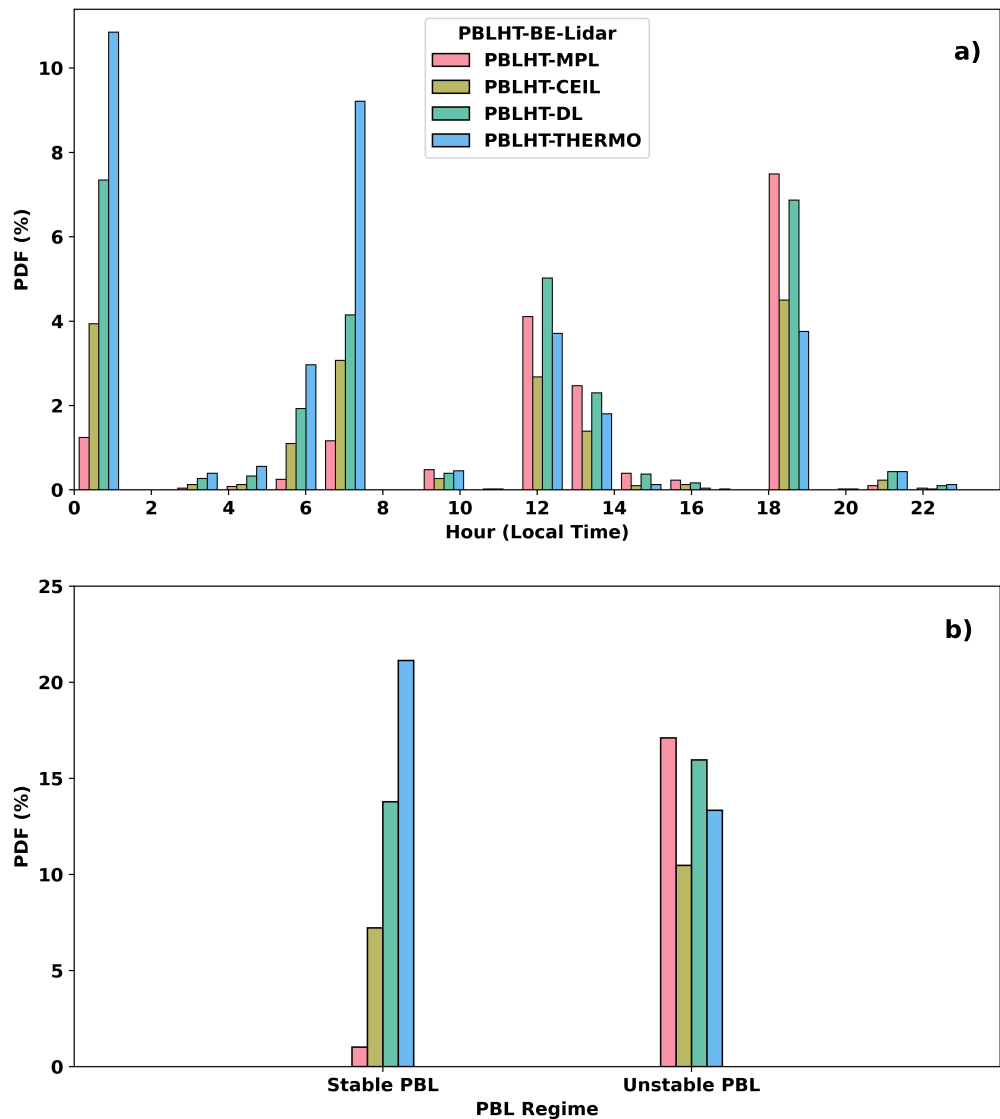 a)
PBLHT-BE-Lidar
PBLHT-MPL
PBLHT-CEIL
PBLHT-DL
PBLHT-THERMO
PDF (%)
10
8
6
4
2
0
0 2 4 6 8 10 12 14 16 18 20 22
Hour (Local Time)
b)
PDF (%)
25
20
15
10
5
0
Stable PBL Unstable PBL
PBL Regime